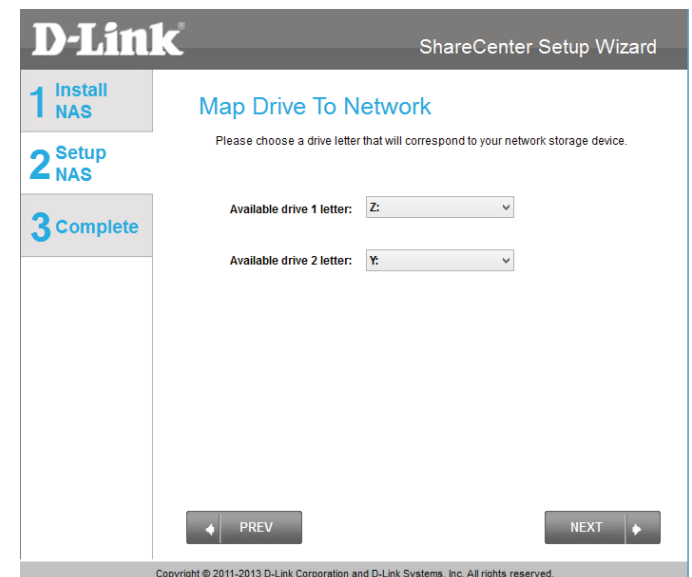 D-Link
ShareCenter Setup Wizard
1 Install
NAS
2 Setup
NAS
3 Complete
Map Drive To Network
Please choose a drive letter that will correspond to your network storage device.
Available drive 1 letter: Z:
Available drive 2 letter: Y:
PREV
NEXT
Copyright © 2011-2013 D-Link Corporation and D-Link Systems, Inc. All rights reserved.